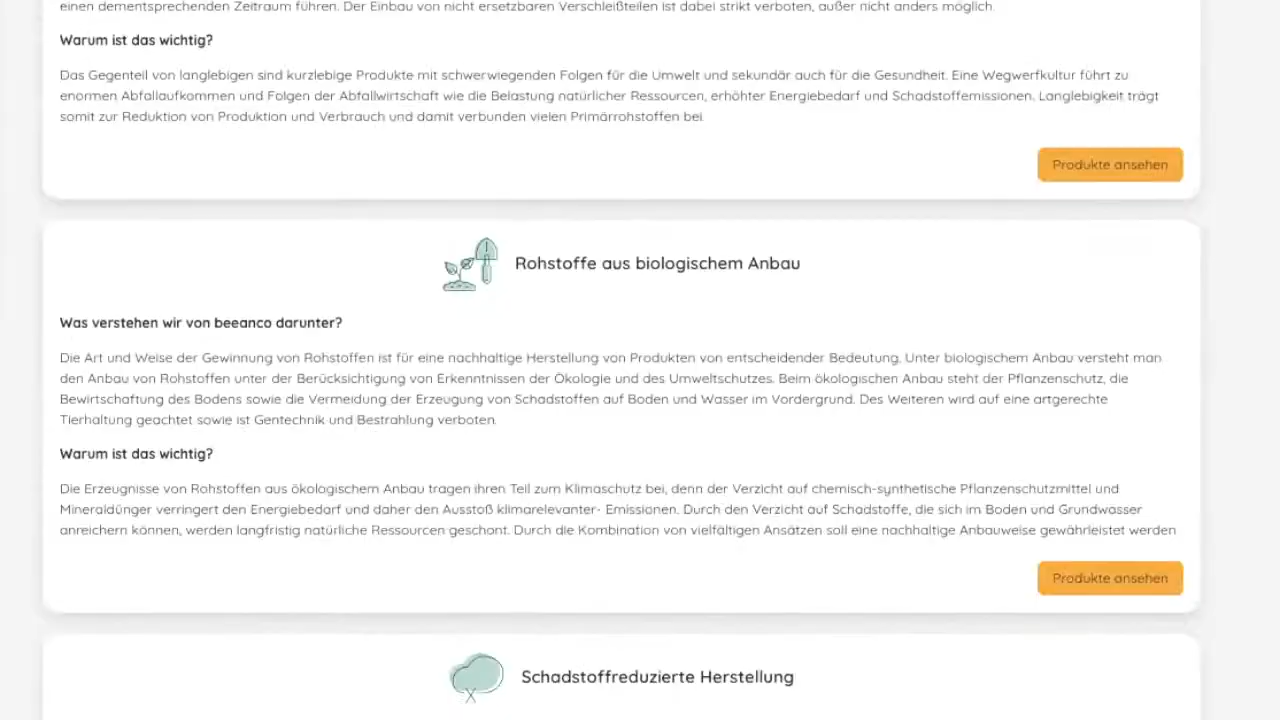 einen dementsprechenden Zeitraum führen. Der Einbau von nicht ersetzbaren Verschleißteilen ist dabei strikt verboten, außer nicht anders möglich.
Warum ist das wichtig?
Das Gegenteil von langlebigen sind kurzlebige Produkte mit schwerwiegenden Folgen für die Umwelt und sekundär auch für die Gesundheit. Eine Wegwerfkultur führt zu
enormen Abfallaufkommen und Folgen der Abfallwirtschaft wie die Belastung natürlicher Ressourcen, erhöhter Energiebedarf und Schadstoffemissionen. Langlebigkeit trägt
somit zur Reduktion von Produktion und Verbrauch und damit verbunden vielen Primärrohstoffen bei.
Produkte ansehen
Rohstoffe aus biologischem Anbau
Was verstehen wir von beeanco darunter?
Die Art und Weise der Gewinnung von Rohstoffen ist für eine nachhaltige Herstellung von Produkten von entscheidender Bedeutung. Unter biologischem Anbau versteht man
den Anbau von Rohstoffen unter der Berücksichtigung von Erkenntnissen der Ökologie und des Umweltschutzes. Beim ökologischen Anbau steht der Pflanzenschutz, die
Bewirtschaftung des Bodens sowie die Vermeidung der Erzeugung von Schadstoffen auf Boden und Wasser im Vordergrund. Des Weiteren wird auf eine artgerechte
Tierhaltung geachtet sowie ist Gentechnik und Bestrahlung verboten.
Warum ist das wichtig?
Die Erzeugnisse von Rohstoffen aus ökologischem Anbau tragen ihren Teil zum Klimaschutz bei, denn der Verzicht auf chemisch-synthetische Pflanzenschutzmittel und
Mineraldünger verringert den Energiebedarf und daher den Ausstoß klimarelevanter- Emissionen. Durch den Verzicht auf Schadstoffe, die sich im Boden und Grundwasser
anreichern können, werden langfristig natürliche Ressourcen geschont. Durch die Kombination von vielfältigen Ansätzen soll eine nachhaltige Anbauweise gewährleistet werden.
Produkte ansehen
Schadstoffreduzierte Herstellung